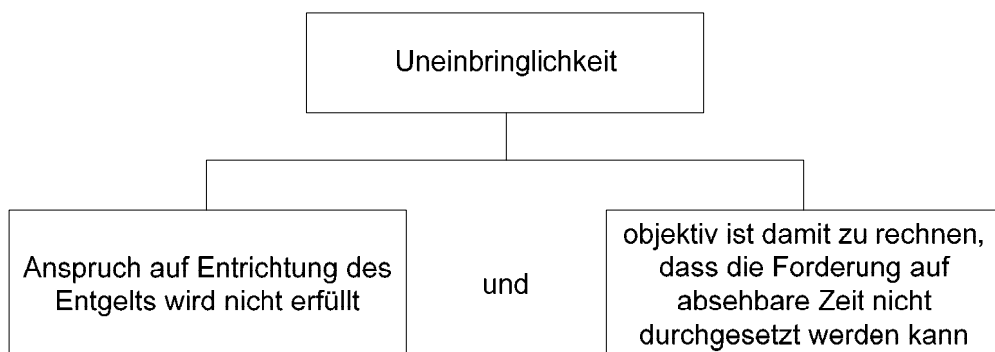 Uneinbringlichkeit
Anspruch auf Entrichtung des
Entgelts wird nicht erfüllt
und
objektiv ist damit zu rechnen,
dass die Forderung auf
absehbare Zeit nicht
durchgesetzt werden kann